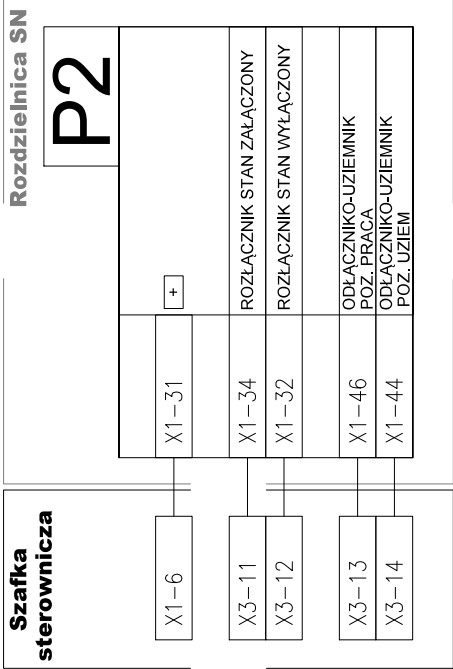 Rozdzielnica SN
P2
Szafka
sterownicza
X1-6
X1-31
+
X3-11
X1-34
ROZŁĄCZNIK STAN ZAŁĄCZONY
X3-12
X1-32
ROZŁĄCZNIK STAN WYŁĄCZONY
X3-13
X1-46
ODŁĄCZNIKO-UZIEMNIK
POZ. PRACA
X3-14
X1-44
ODŁĄCZNIKO-UZIEMNIK
POZ. UZIEM